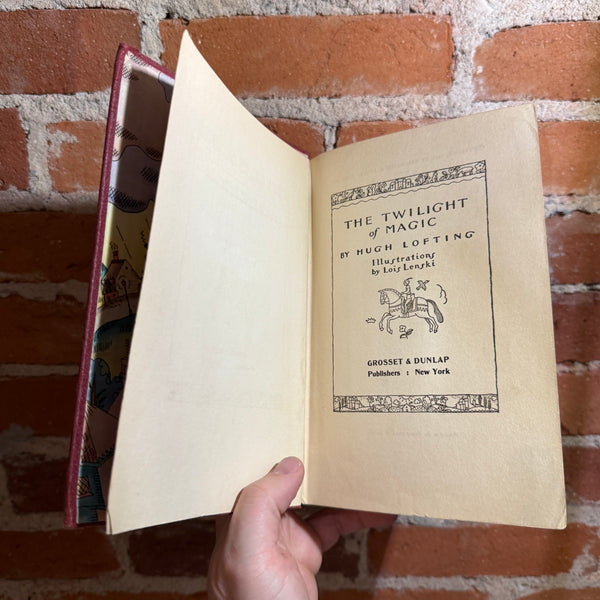 THE TWILIGHT
of MAGIC
BY HUGH LOFTING
Illustrations
by Lois Lenski
GROSSET & DUNLAP
Publishers : New York